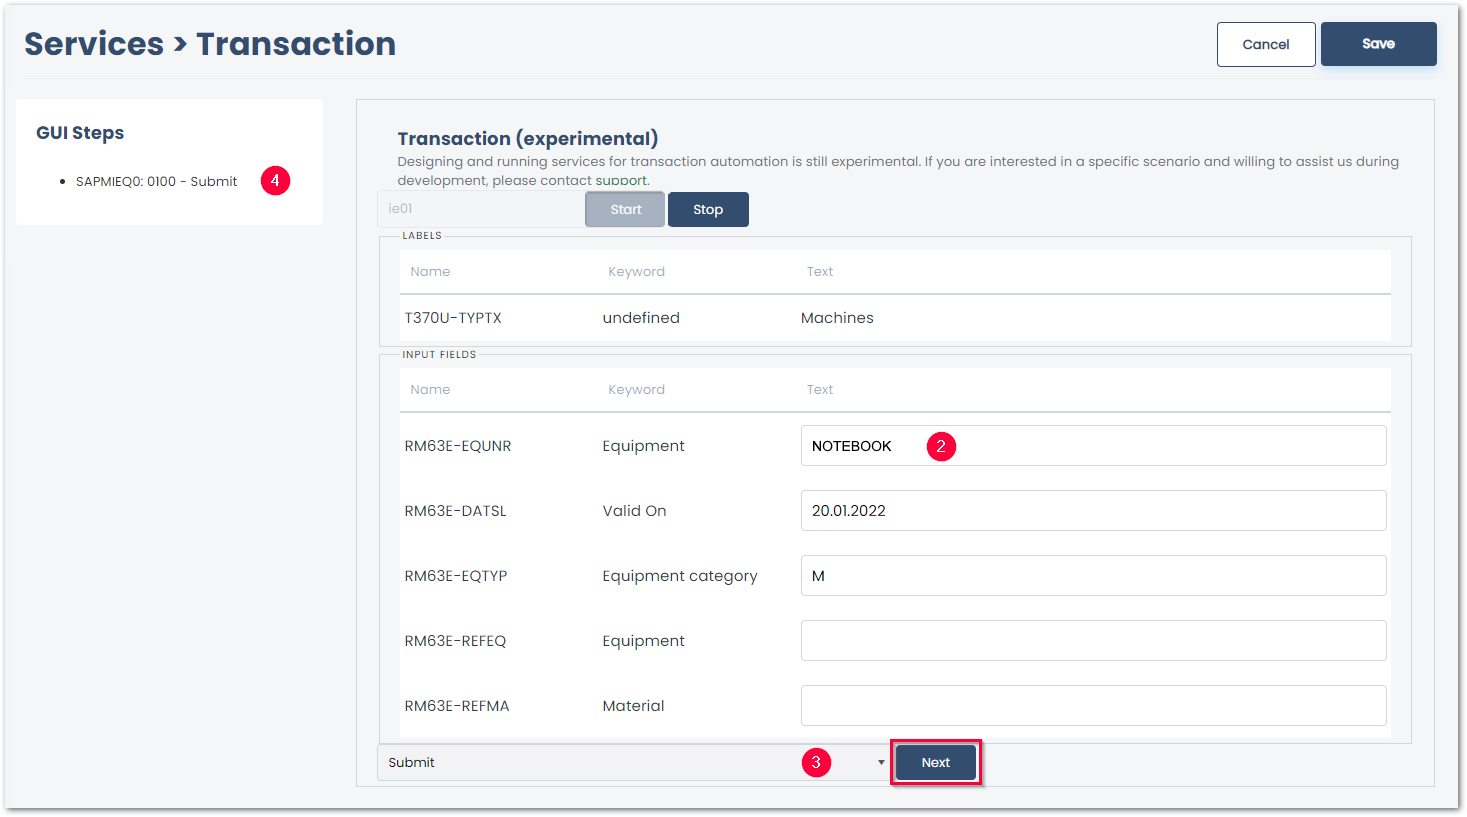 Services > Transaction
Cancel
Save
GUI Steps
SAPMIEQ0: 0100 - Submit
4
Transaction (experimental)
Designing and running services for transaction automation is still experimental. If you are interested in a specific scenario and willing to assist us during
development, please contact support.
ie01
Start
Stop
LABELS
Name Keyword Text
T370U-TYPTX undefined Machines
INPUT FIELDS
Name Keyword Text
RM63E-EQUNR Equipment NOTEBOOK 2
RM63E-DATSL Valid On 20.01.2022
RM63E-EQTYP Equipment category M
RM63E-REFEQ Equipment
RM63E-REFMA Material
Submit 3 Next